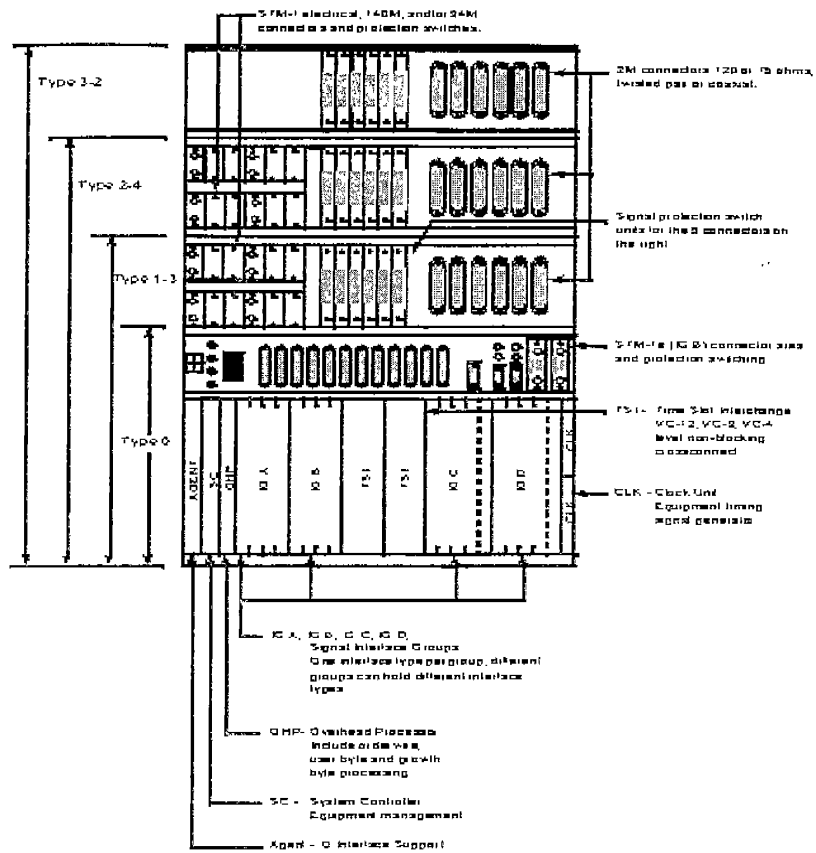 STM-1 electrical, 140M, and/or 34M
connectors and protection switches.
Type 3-2
2M connectors 120 or 75 ohms,
twisted pair or coaxial.
Type 2-4
Signal protection switch
units for the 3 connectors on
the right
Type 1-3
STM-1e (IG B) connector area
and protection switching
Type 0
TSI - Time Slot Interchange
VC-12, VC-3, VC-4
level non-blocking
crossconnect
AGENT
SC
OHP
IG A
IG B
TSI
TSI
IG C
IG D
CLK
CLK
CLK - Clock Unit
Equipment timing
signal generator
IG A, IG B, IG C, IG D,
Signal Interface Groups
One interface type per group, different
groups can hold different interface
types
OHP- Overhead Processor
Include orderwire,
user byte and growth
byte processing
SC - System Controller
Equipment management
Agent - Q Interface Support